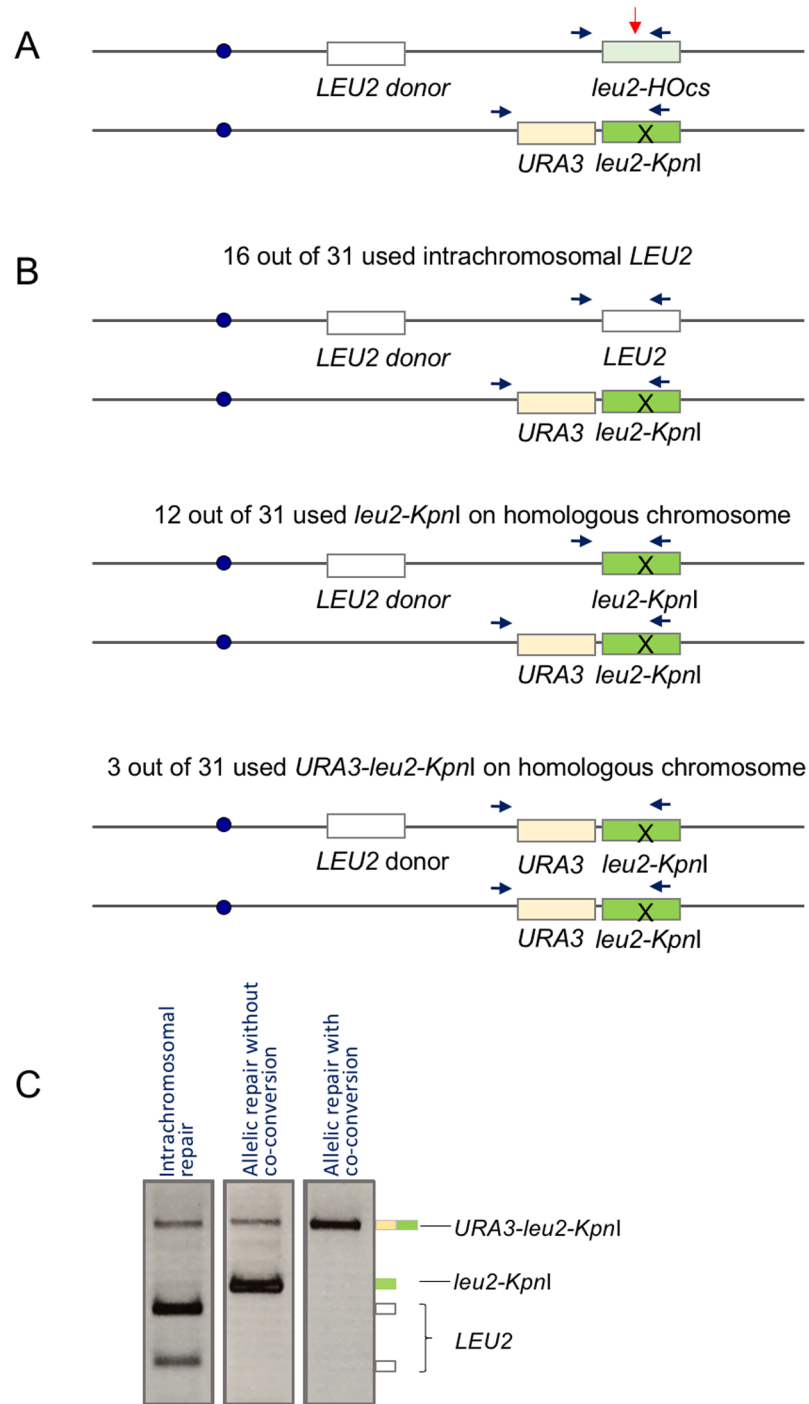 A
LEU2 donor
leu2-HOcs
X
URA3 leu2-KpnI
B
16 out of 31 used intrachromosomal LEU2
LEU2 donor
LEU2
X
URA3 leu2-KpnI
12 out of 31 used leu2-KpnI on homologous chromosome
X
LEU2 donor
leu2-KpnI
X
URA3 leu2-KpnI
3 out of 31 used URA3-leu2-KpnI on homologous chromosome
X
LEU2 donor
URA3 leu2-KpnI
X
URA3 leu2-KpnI
C
Intrachromosomal
repair
Allelic repair without
co-conversion
Allelic repair with
co-conversion
URA3-leu2-KpnI
leu2-KpnI
LEU2